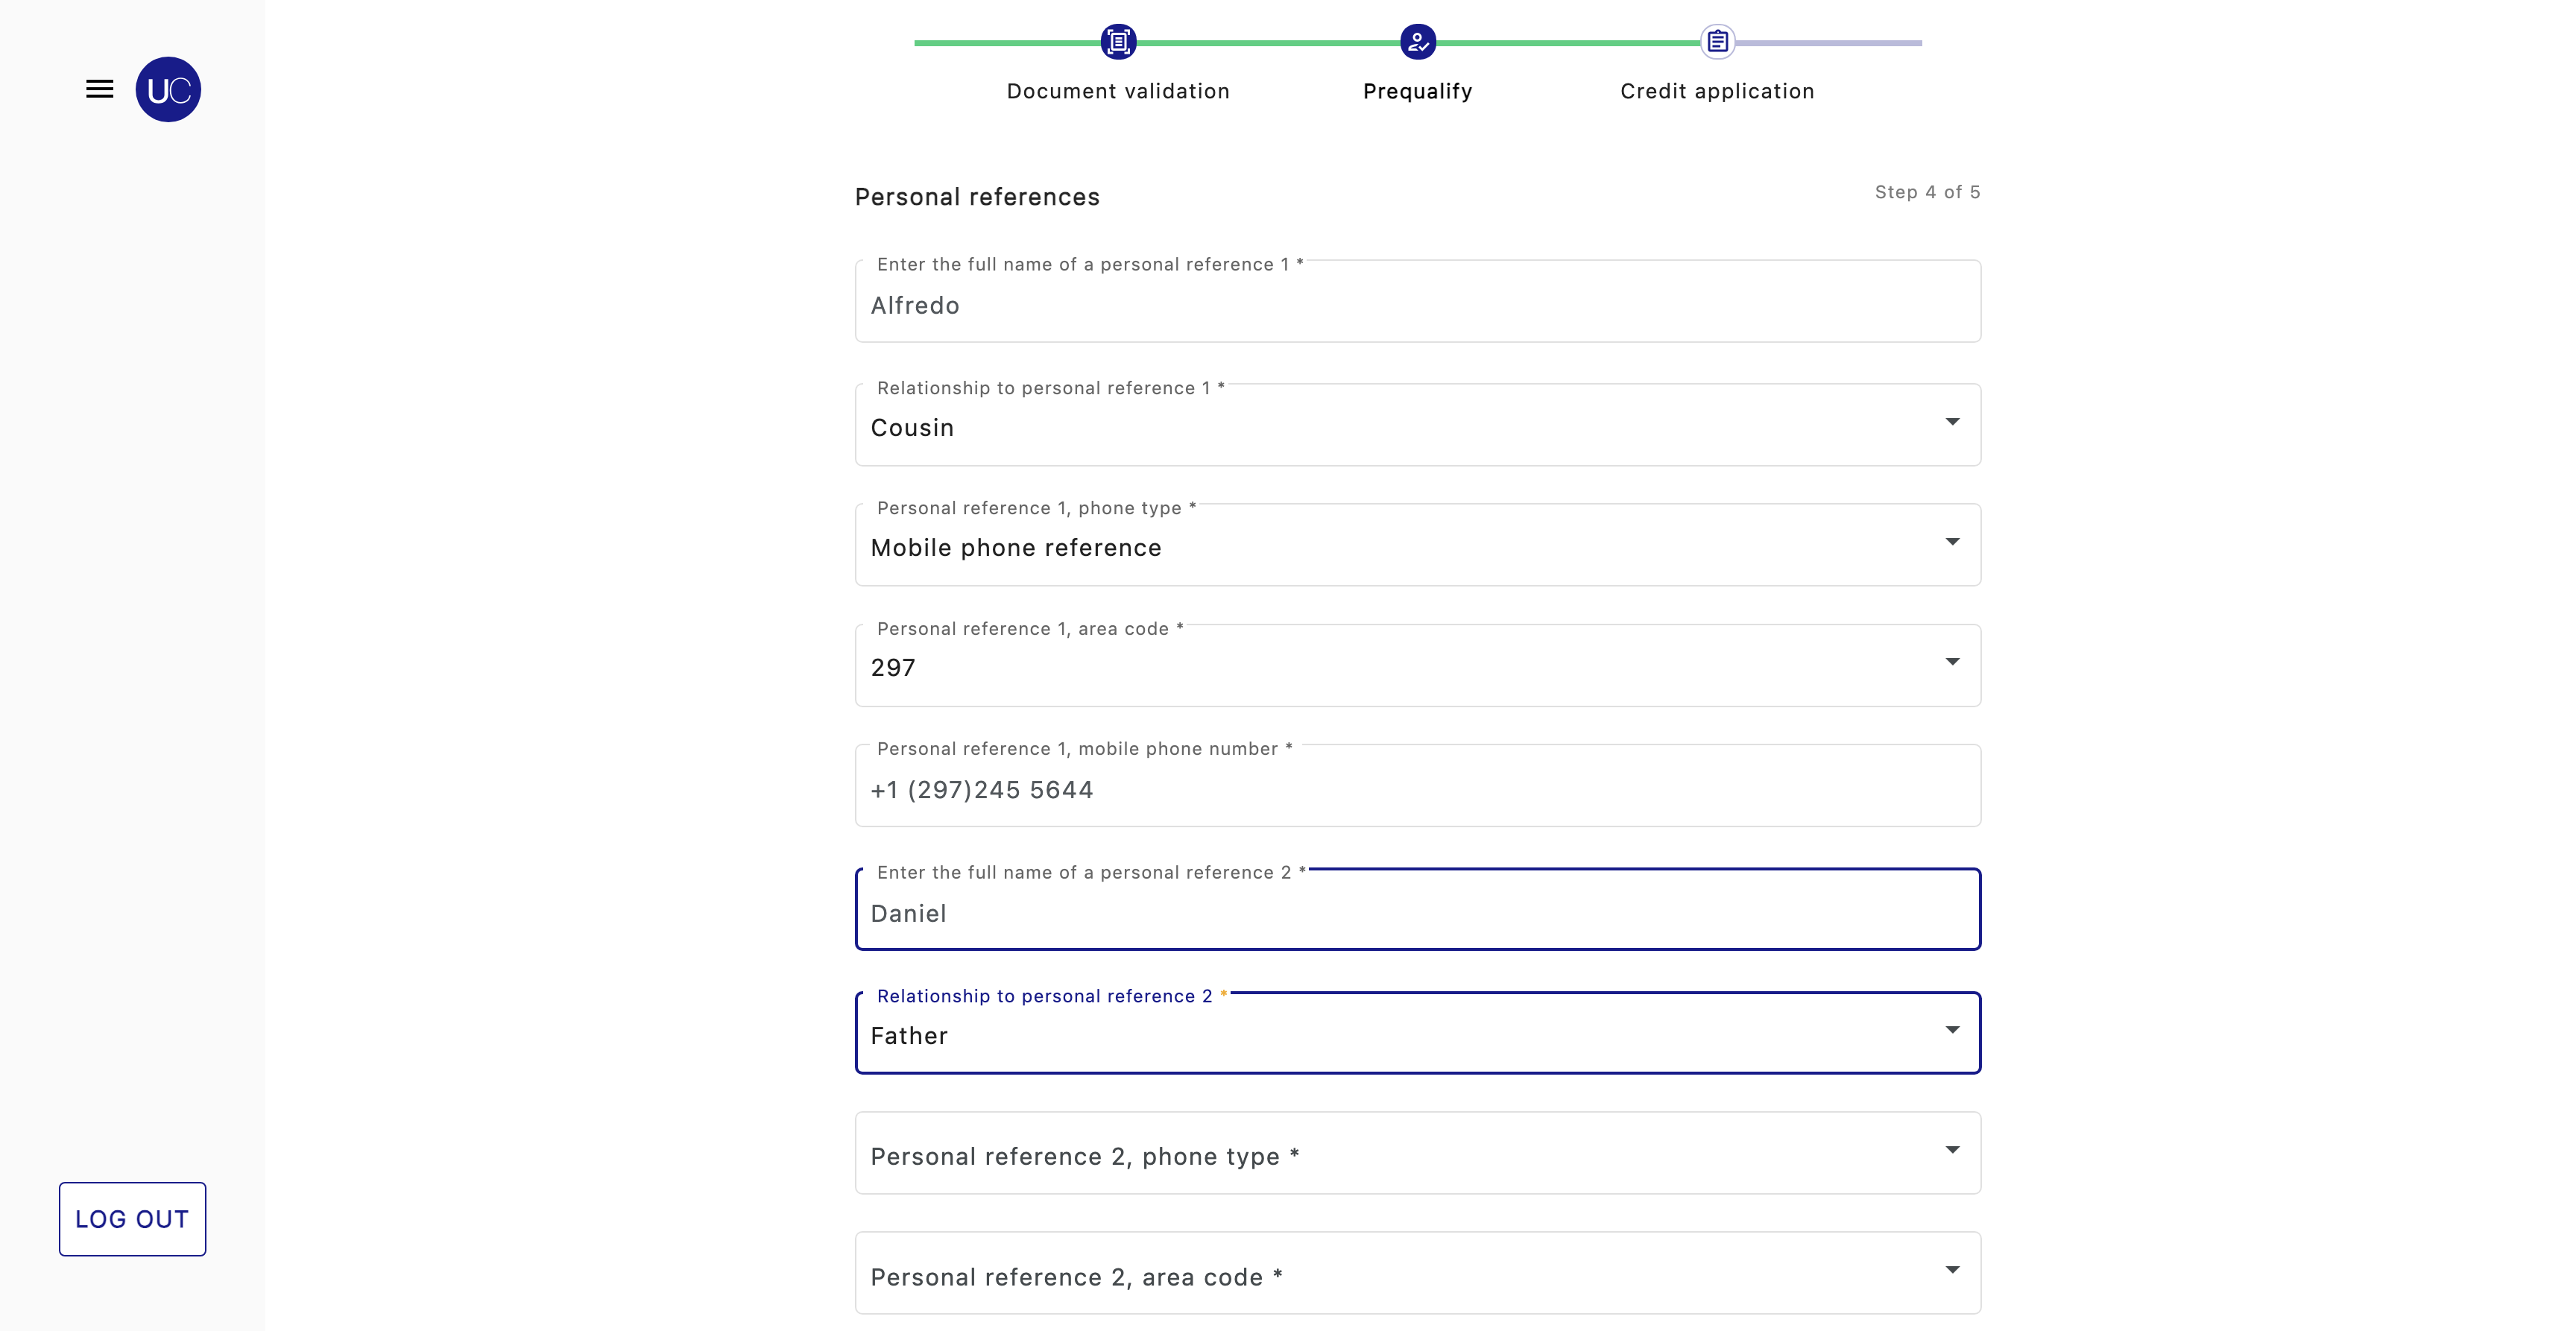 UC
Document validation
Prequalify
Credit application
Personal references
Step 4 of 5
Enter the full name of a personal reference 1 *
Alfredo
Relationship to personal reference 1 *
Cousin
Personal reference 1, phone type *
Mobile phone reference
Personal reference 1, area code *
297
Personal reference 1, mobile phone number *
+1 (297)245 5644
Enter the full name of a personal reference 2 *
Daniel
Relationship to personal reference 2 *
Father
Personal reference 2, phone type *
Personal reference 2, area code *
LOG OUT